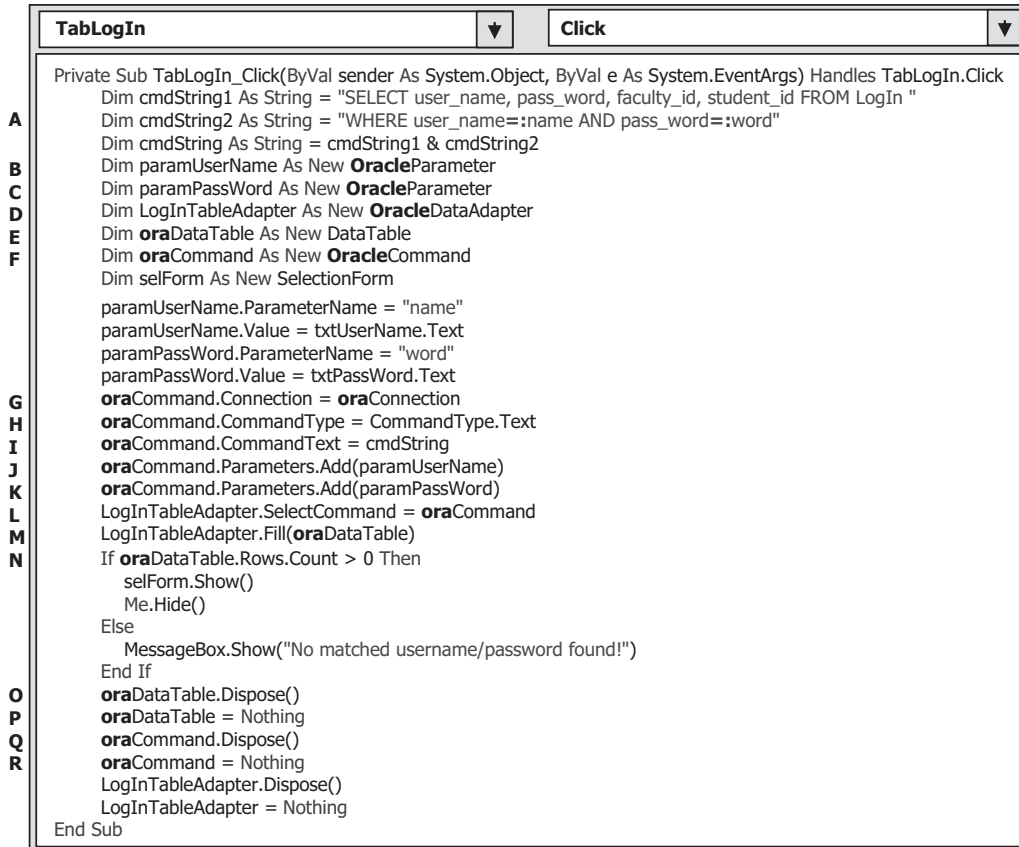 TabLogIn Click
Private Sub TabLogIn_Click(ByVal sender As System.Object, ByVal e As System.EventArgs) Handles TabLogIn.Click
Dim cmdString1 As String = "SELECT user_name, pass_word, faculty_id, student_id FROM LogIn "
A Dim cmdString2 As String = "WHERE user_name=:name AND pass_word=:word"
Dim cmdString As String = cmdString1 & cmdString2
B Dim paramUserName As New OracleParameter
C Dim paramPassWord As New OracleParameter
D Dim LogInTableAdapter As New OracleDataAdapter
E Dim oraDataTable As New DataTable
F Dim oraCommand As New OracleCommand
Dim selForm As New SelectionForm
paramUserName.ParameterName = "name"
paramUserName.Value = txtUserName.Text
paramPassWord.ParameterName = "word"
paramPassWord.Value = txtPassWord.Text
G oraCommand.Connection = oraConnection
H oraCommand.CommandType = CommandType.Text
I oraCommand.CommandText = cmdString
J oraCommand.Parameters.Add(paramUserName)
K oraCommand.Parameters.Add(paramPassWord)
L LogInTableAdapter.SelectCommand = oraCommand
M LogInTableAdapter.Fill(oraDataTable)
N If oraDataTable.Rows.Count > 0 Then
selForm.Show()
Me.Hide()
Else
MessageBox.Show("No matched username/password found!")
End If
O oraDataTable.Dispose()
P oraDataTable = Nothing
Q oraCommand.Dispose()
R oraCommand = Nothing
LogInTableAdapter.Dispose()
LogInTableAdapter = Nothing
End Sub